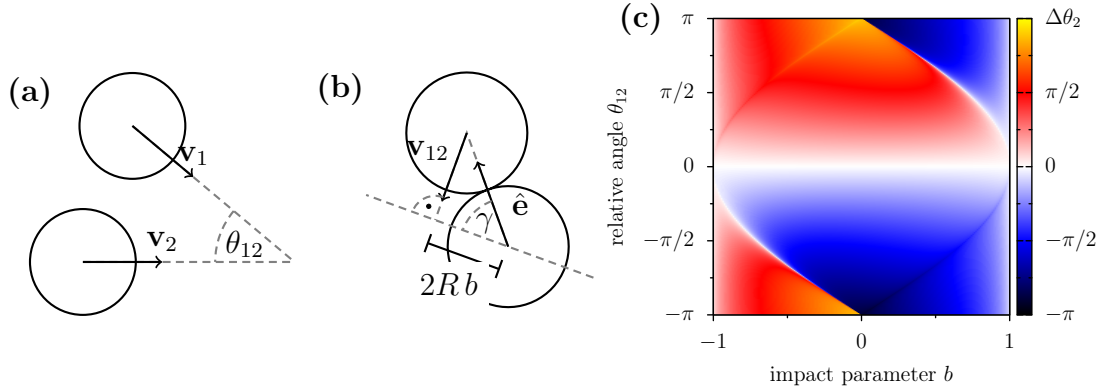 (a)
v₁
v₂
θ₁₂
(b)
v₁₂
ê
γ
2R b
(c)
relative angle θ₁₂
π
π/2
0
−π/2
−π
−1
0
1
impact parameter b
Δθ₂
π/2
0
−π/2
−π